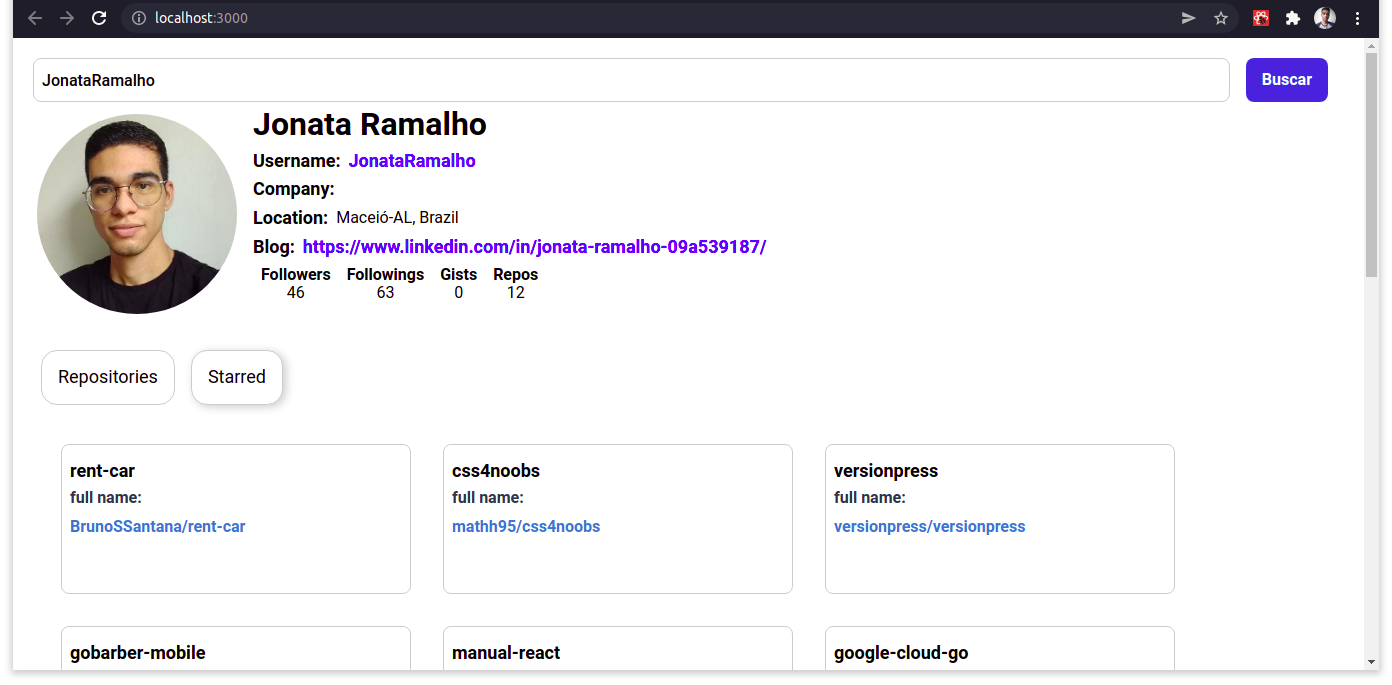 localhost:3000
JonataRamalho
Buscar
Jonata Ramalho
Username: JonataRamalho
Company:
Location: Maceió-AL, Brazil
Blog: https://www.linkedin.com/in/jonata-ramalho-09a539187/
Followers Followings Gists Repos
46 63 0 12
Repositories Starred
rent-car
full name:
BrunoSSantana/rent-car
css4noobs
full name:
mathh95/css4noobs
versionpress
full name:
versionpress/versionpress
gobarber-mobile
manual-react
google-cloud-go